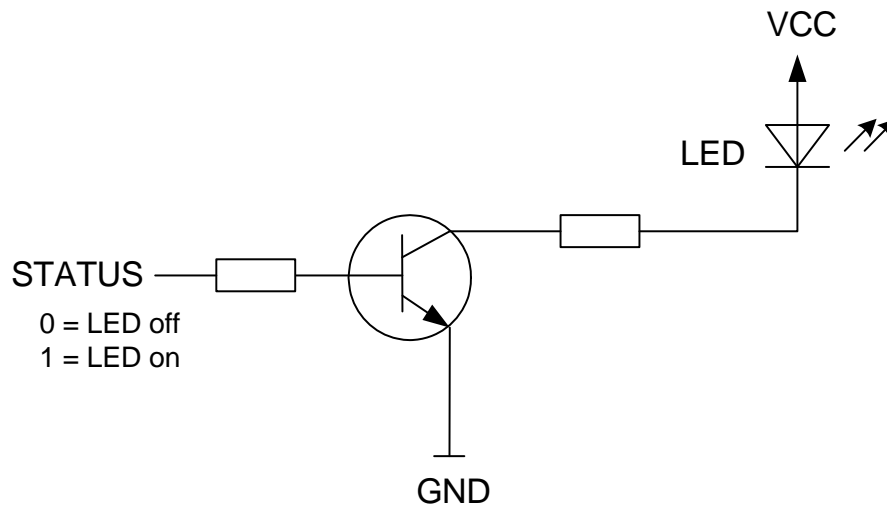 VCC
LED
STATUS
0 = LED off
1 = LED on
GND